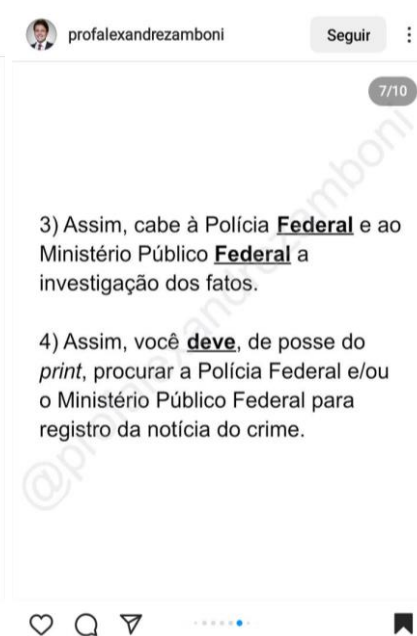 profalexandrezamboni
Seguir
7/10
3) Assim, cabe à Polícia Federal e ao
Ministério Público Federal a
investigação dos fatos.
4) Assim, você deve, de posse do
print, procurar a Polícia Federal e/ou
o Ministério Público Federal para
registro da notícia do crime.
@profalexandrezamboni